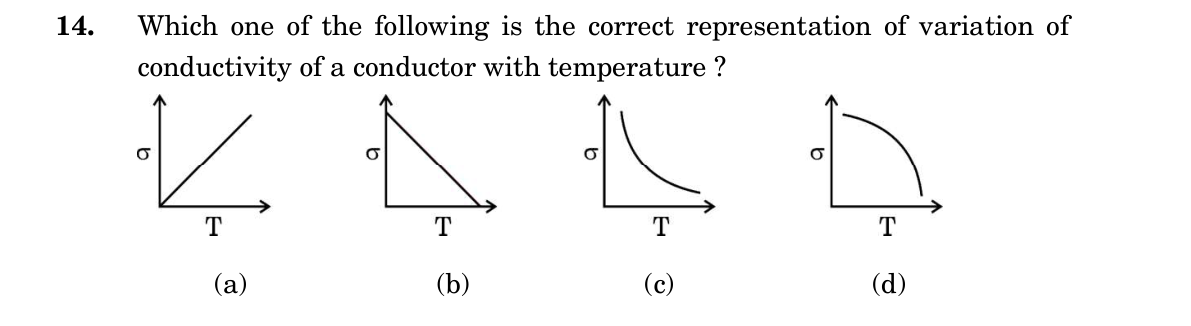 14. Which one of the following is the correct representation of variation of
conductivity of a conductor with temperature ?
σ σ σ σ
T T T T
(a) (b) (c) (d)